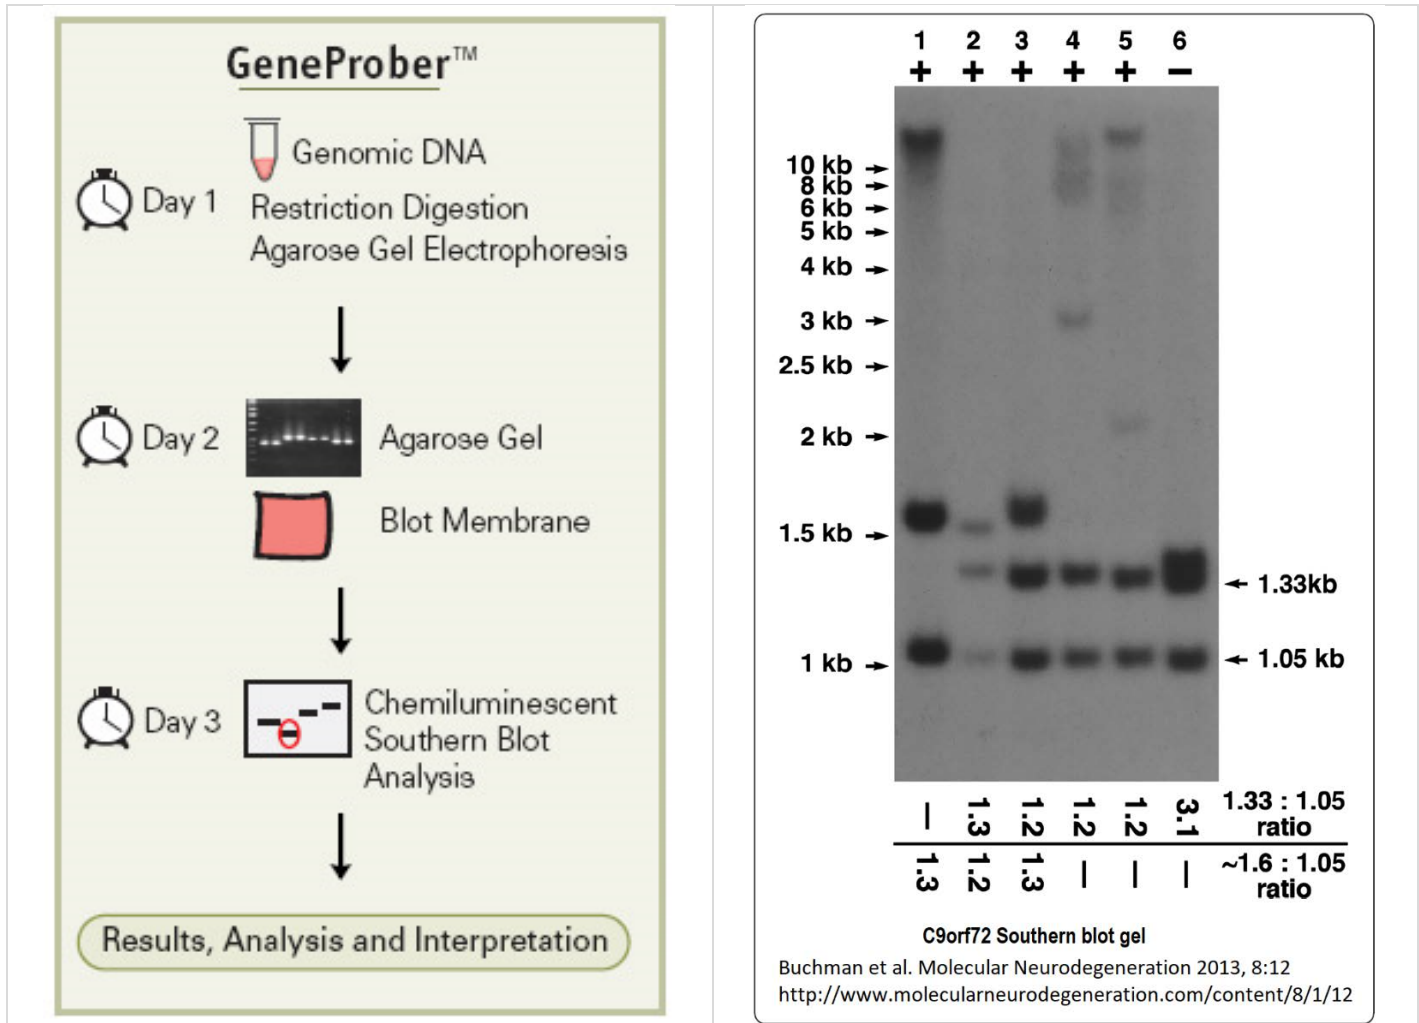 GeneProber™
Genomic DNA
Day 1
Restriction Digestion
Agarose Gel Electrophoresis
Day 2
Agarose Gel
Blot Membrane
Day 3
Chemiluminescent
Southern Blot
Analysis
Results, Analysis and Interpretation
1 2 3 4 5 6
+ + + + + −
10 kb
8 kb
6 kb
5 kb
4 kb
3 kb
2.5 kb
2 kb
1.5 kb
1 kb
1.33kb
1.05 kb
– 1.3 1.2 1.2 1.2 3.1 1.33 : 1.05
ratio
1.3 1.2 1.3 – – – ~1.6 : 1.05
ratio
C9orf72 Southern blot gel
Buchman et al. Molecular Neurodegeneration 2013, 8:12
http://www.molecularneurodegeneration.com/content/8/1/12